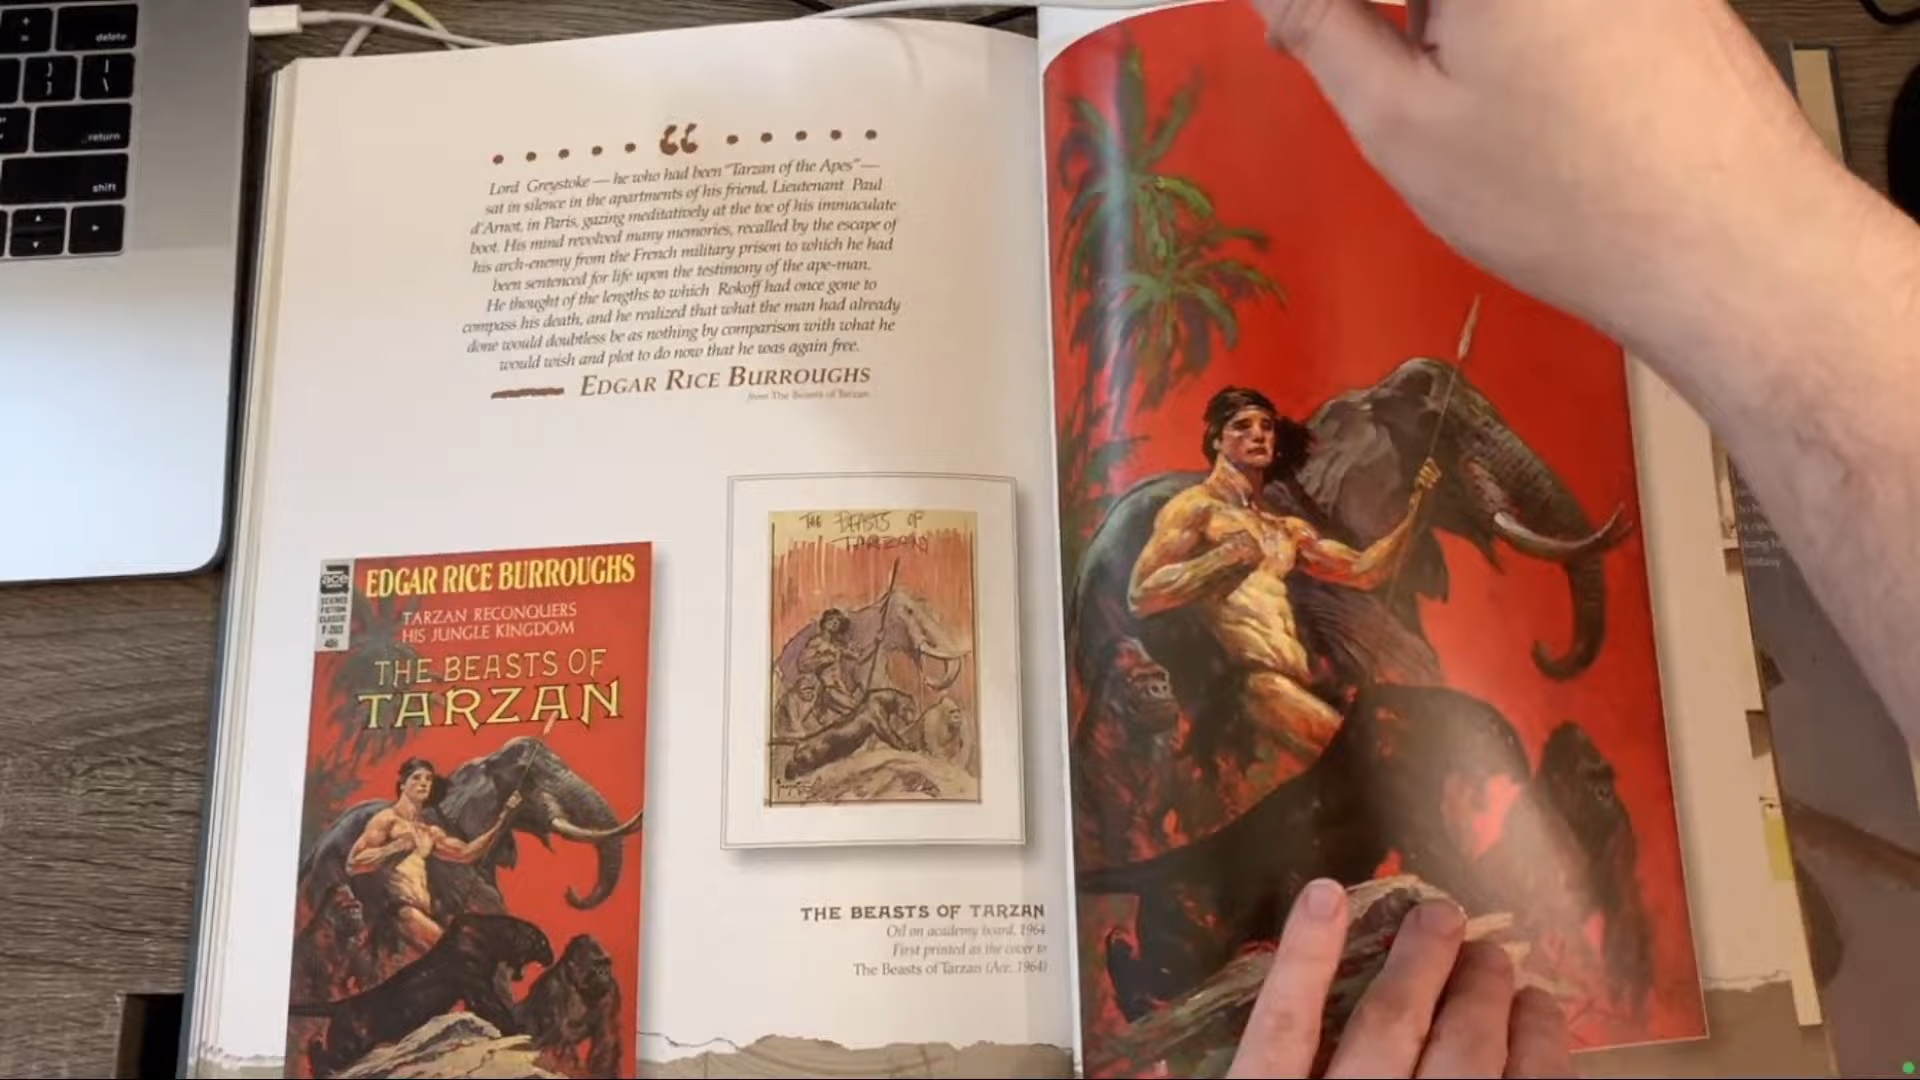 delete
return
shift
Lord Greystoke — he who had been "Tarzan of the Apes" —
sat in silence in the apartments of his friend, Lieutenant Paul
d'Arnot, in Paris, gazing meditatively at the toe of his immaculate
boot. His mind revolved many memories, recalled by the escape of
his arch-enemy from the French military prison to which he had
been sentenced for life upon the testimony of the ape-man.
He thought of the lengths to which Rokoff had once gone to
compass his death, and he realized that what the man had already
done would doubtless be as nothing by comparison with what he
would wish and plot to do now that he was again free.
EDGAR RICE BURROUGHS
from The Beasts of Tarzan
THE BEASTS OF
TARZAN
ace
SCIENCE
FICTION
CLASSIC
F-203
40c
EDGAR RICE BURROUGHS
TARZAN RECONQUERS
HIS JUNGLE KINGDOM
THE BEASTS OF
TARZAN
THE BEASTS OF TARZAN
Oil on academy board, 1964
First printed as the cover to
The Beasts of Tarzan (Ace, 1964)